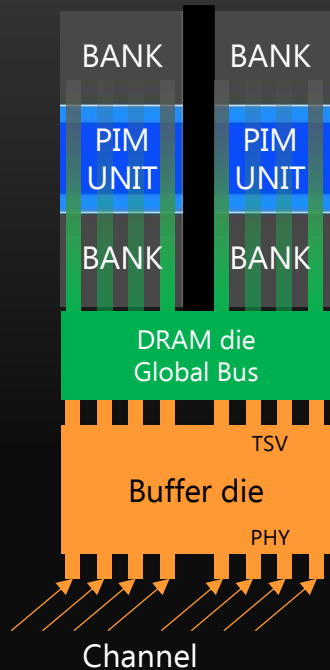 BANK BANK
PIM PIM
UNIT UNIT
BANK BANK
DRAM die
Global Bus
TSV
Buffer die
PHY
Channel